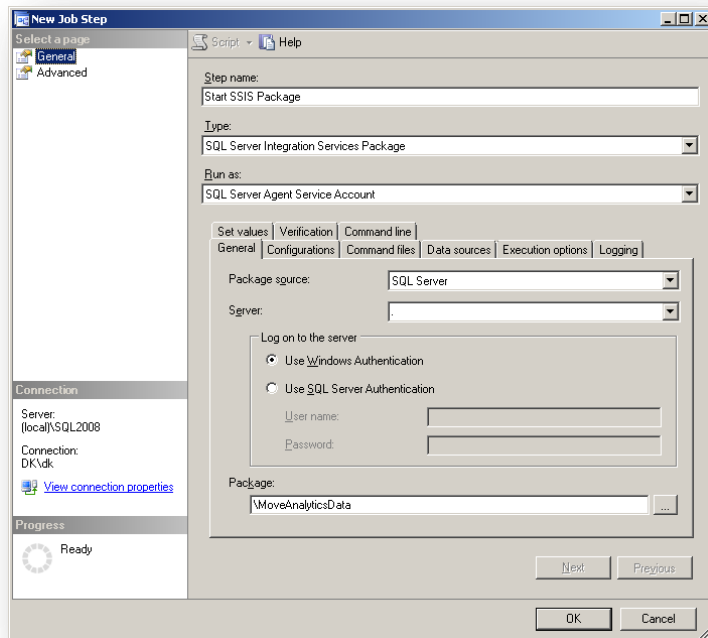 New Job Step
Select a page
General
Advanced
Script
Help
Step name:
Start SSIS Package
Type:
SQL Server Integration Services Package
Run as:
SQL Server Agent Service Account
Set values
Verification
Command line
General
Configurations
Command files
Data sources
Execution options
Logging
Package source:
SQL Server
Server:
.
Log on to the server
Use Windows Authentication
Use SQL Server Authentication
User name:
Password:
Package:
\MoveAnalyticsData
...
Connection
Server:
(local)\SQL2008
Connection:
DK\dk
View connection properties
Progress
Ready
Next
Previous
OK
Cancel